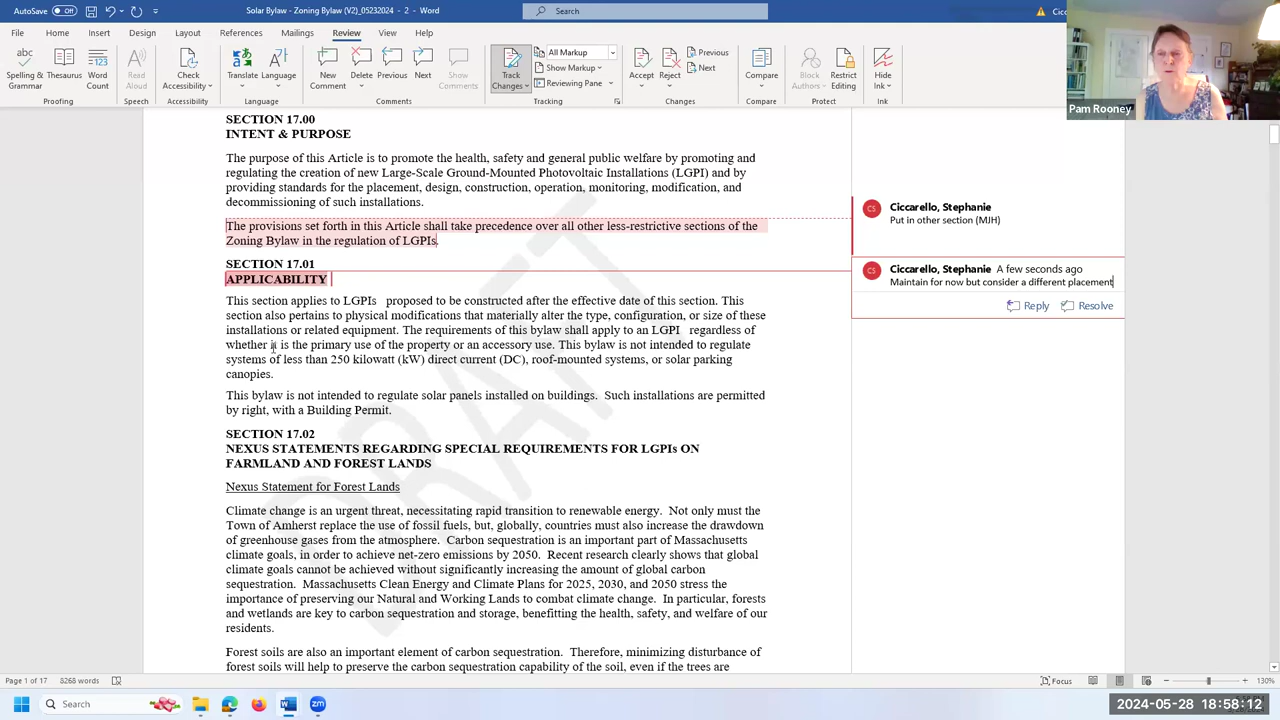 AutoSave Off Solar Bylaw - Zoning Bylaw (V2)_05232024 - 2 - Word Search Cicc
File Home Insert Design Layout References Mailings Review View Help
Spelling & Grammar Thesaurus Word Count Read Aloud Check Accessibility Translate Language New Comment Delete Previous Next Show Comments Track Changes All Markup Show Markup Reviewing Pane Accept Reject Previous Next Compare Block Authors Restrict Editing Hide Ink
Proofing Speech Accessibility Language Comments Tracking Changes Compare Protect Ink
Pam Rooney
SECTION 17.00
INTENT & PURPOSE
The purpose of this Article is to promote the health, safety and general public welfare by promoting and
regulating the creation of new Large-Scale Ground-Mounted Photovoltaic Installations (LGPI) and by
providing standards for the placement, design, construction, operation, monitoring, modification, and
decommissioning of such installations.
The provisions set forth in this Article shall take precedence over all other less-restrictive sections of the
Zoning Bylaw in the regulation of LGPIs.
SECTION 17.01
APPLICABILITY
This section applies to LGPIs proposed to be constructed after the effective date of this section. This
section also pertains to physical modifications that materially alter the type, configuration, or size of these
installations or related equipment. The requirements of this bylaw shall apply to an LGPI regardless of
whether it is the primary use of the property or an accessory use. This bylaw is not intended to regulate
systems of less than 250 kilowatt (kW) direct current (DC), roof-mounted systems, or solar parking
canopies.
This bylaw is not intended to regulate solar panels installed on buildings. Such installations are permitted
by right, with a Building Permit.
SECTION 17.02
NEXUS STATEMENTS REGARDING SPECIAL REQUIREMENTS FOR LGPIs ON
FARMLAND AND FOREST LANDS
Nexus Statement for Forest Lands
Climate change is an urgent threat, necessitating rapid transition to renewable energy. Not only must the
Town of Amherst replace the use of fossil fuels, but, globally, countries must also increase the drawdown
of greenhouse gases from the atmosphere. Carbon sequestration is an important part of Massachusetts
climate goals, in order to achieve net-zero emissions by 2050. Recent research clearly shows that global
climate goals cannot be achieved without significantly increasing the amount of global carbon
sequestration. Massachusetts Clean Energy and Climate Plans for 2025, 2030, and 2050 stress the
importance of preserving our Natural and Working Lands to combat climate change. In particular, forests
and wetlands are key to carbon sequestration and storage, benefitting the health, safety, and welfare of our
residents.
Forest soils are also an important element of carbon sequestration. Therefore, minimizing disturbance of
forest soils will help to preserve the carbon sequestration capability of the soil, even if the trees are
DRAFT
CS Ciccarello, Stephanie
Put in other section (MJH)
CS Ciccarello, Stephanie A few seconds ago
Maintain for now but consider a different placement
Reply Resolve
Page 1 of 17 8268 words Focus 130%
Search
2024-05-28 18:58:12